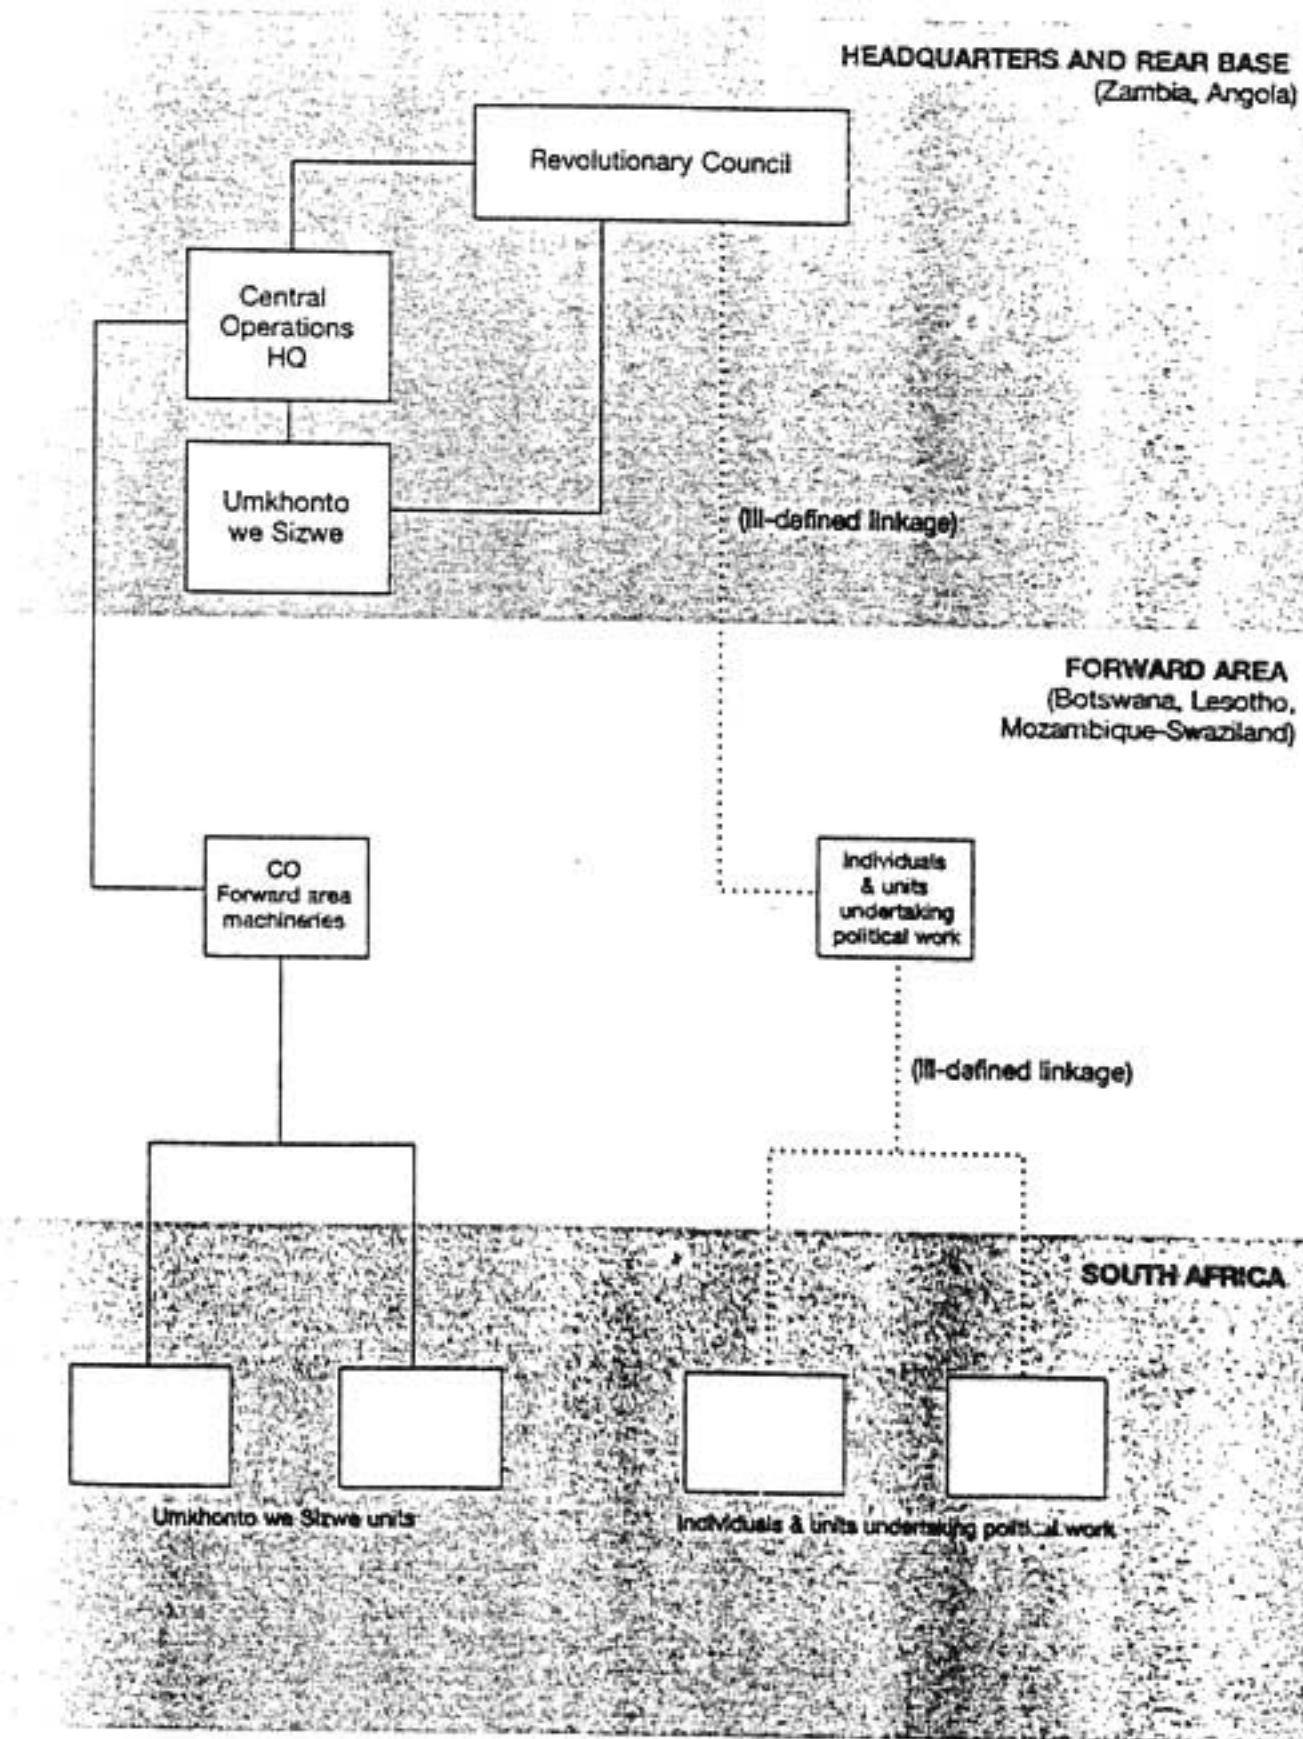 HEADQUARTERS AND REAR BASE
(Zambia, Angola)
Revolutionary Council
Central
Operations
HQ
Umkhonto
we Sizwe
(Ill-defined linkage)
FORWARD AREA
(Botswana, Lesotho,
Mozambique-Swaziland)
CO
Forward area
machineries
Individuals
& units
undertaking
political work
(Ill-defined linkage)
SOUTH AFRICA
Umkhonto we Sizwe units
Individuals & units undertaking political work